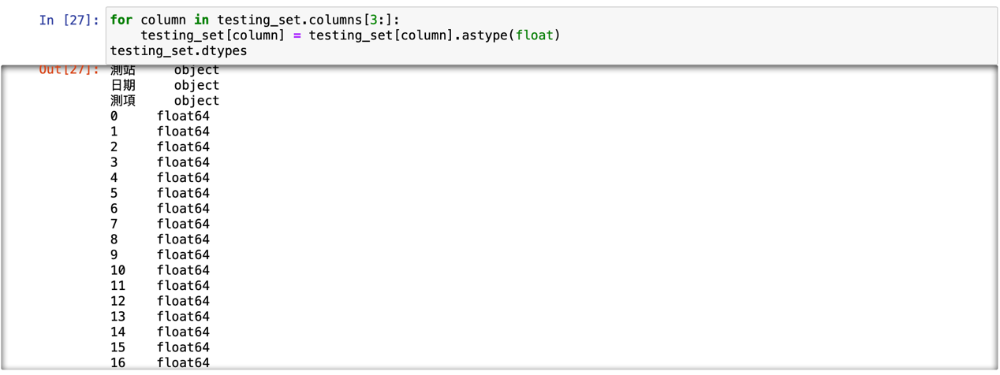 In [27]: for column in testing_set.columns[3:]:
    testing_set[column] = testing_set[column].astype(float)
testing_set.dtypes
Out[27]: 測站 object
日期 object
測項 object
0 float64
1 float64
2 float64
3 float64
4 float64
5 float64
6 float64
7 float64
8 float64
9 float64
10 float64
11 float64
12 float64
13 float64
14 float64
15 float64
16 float64